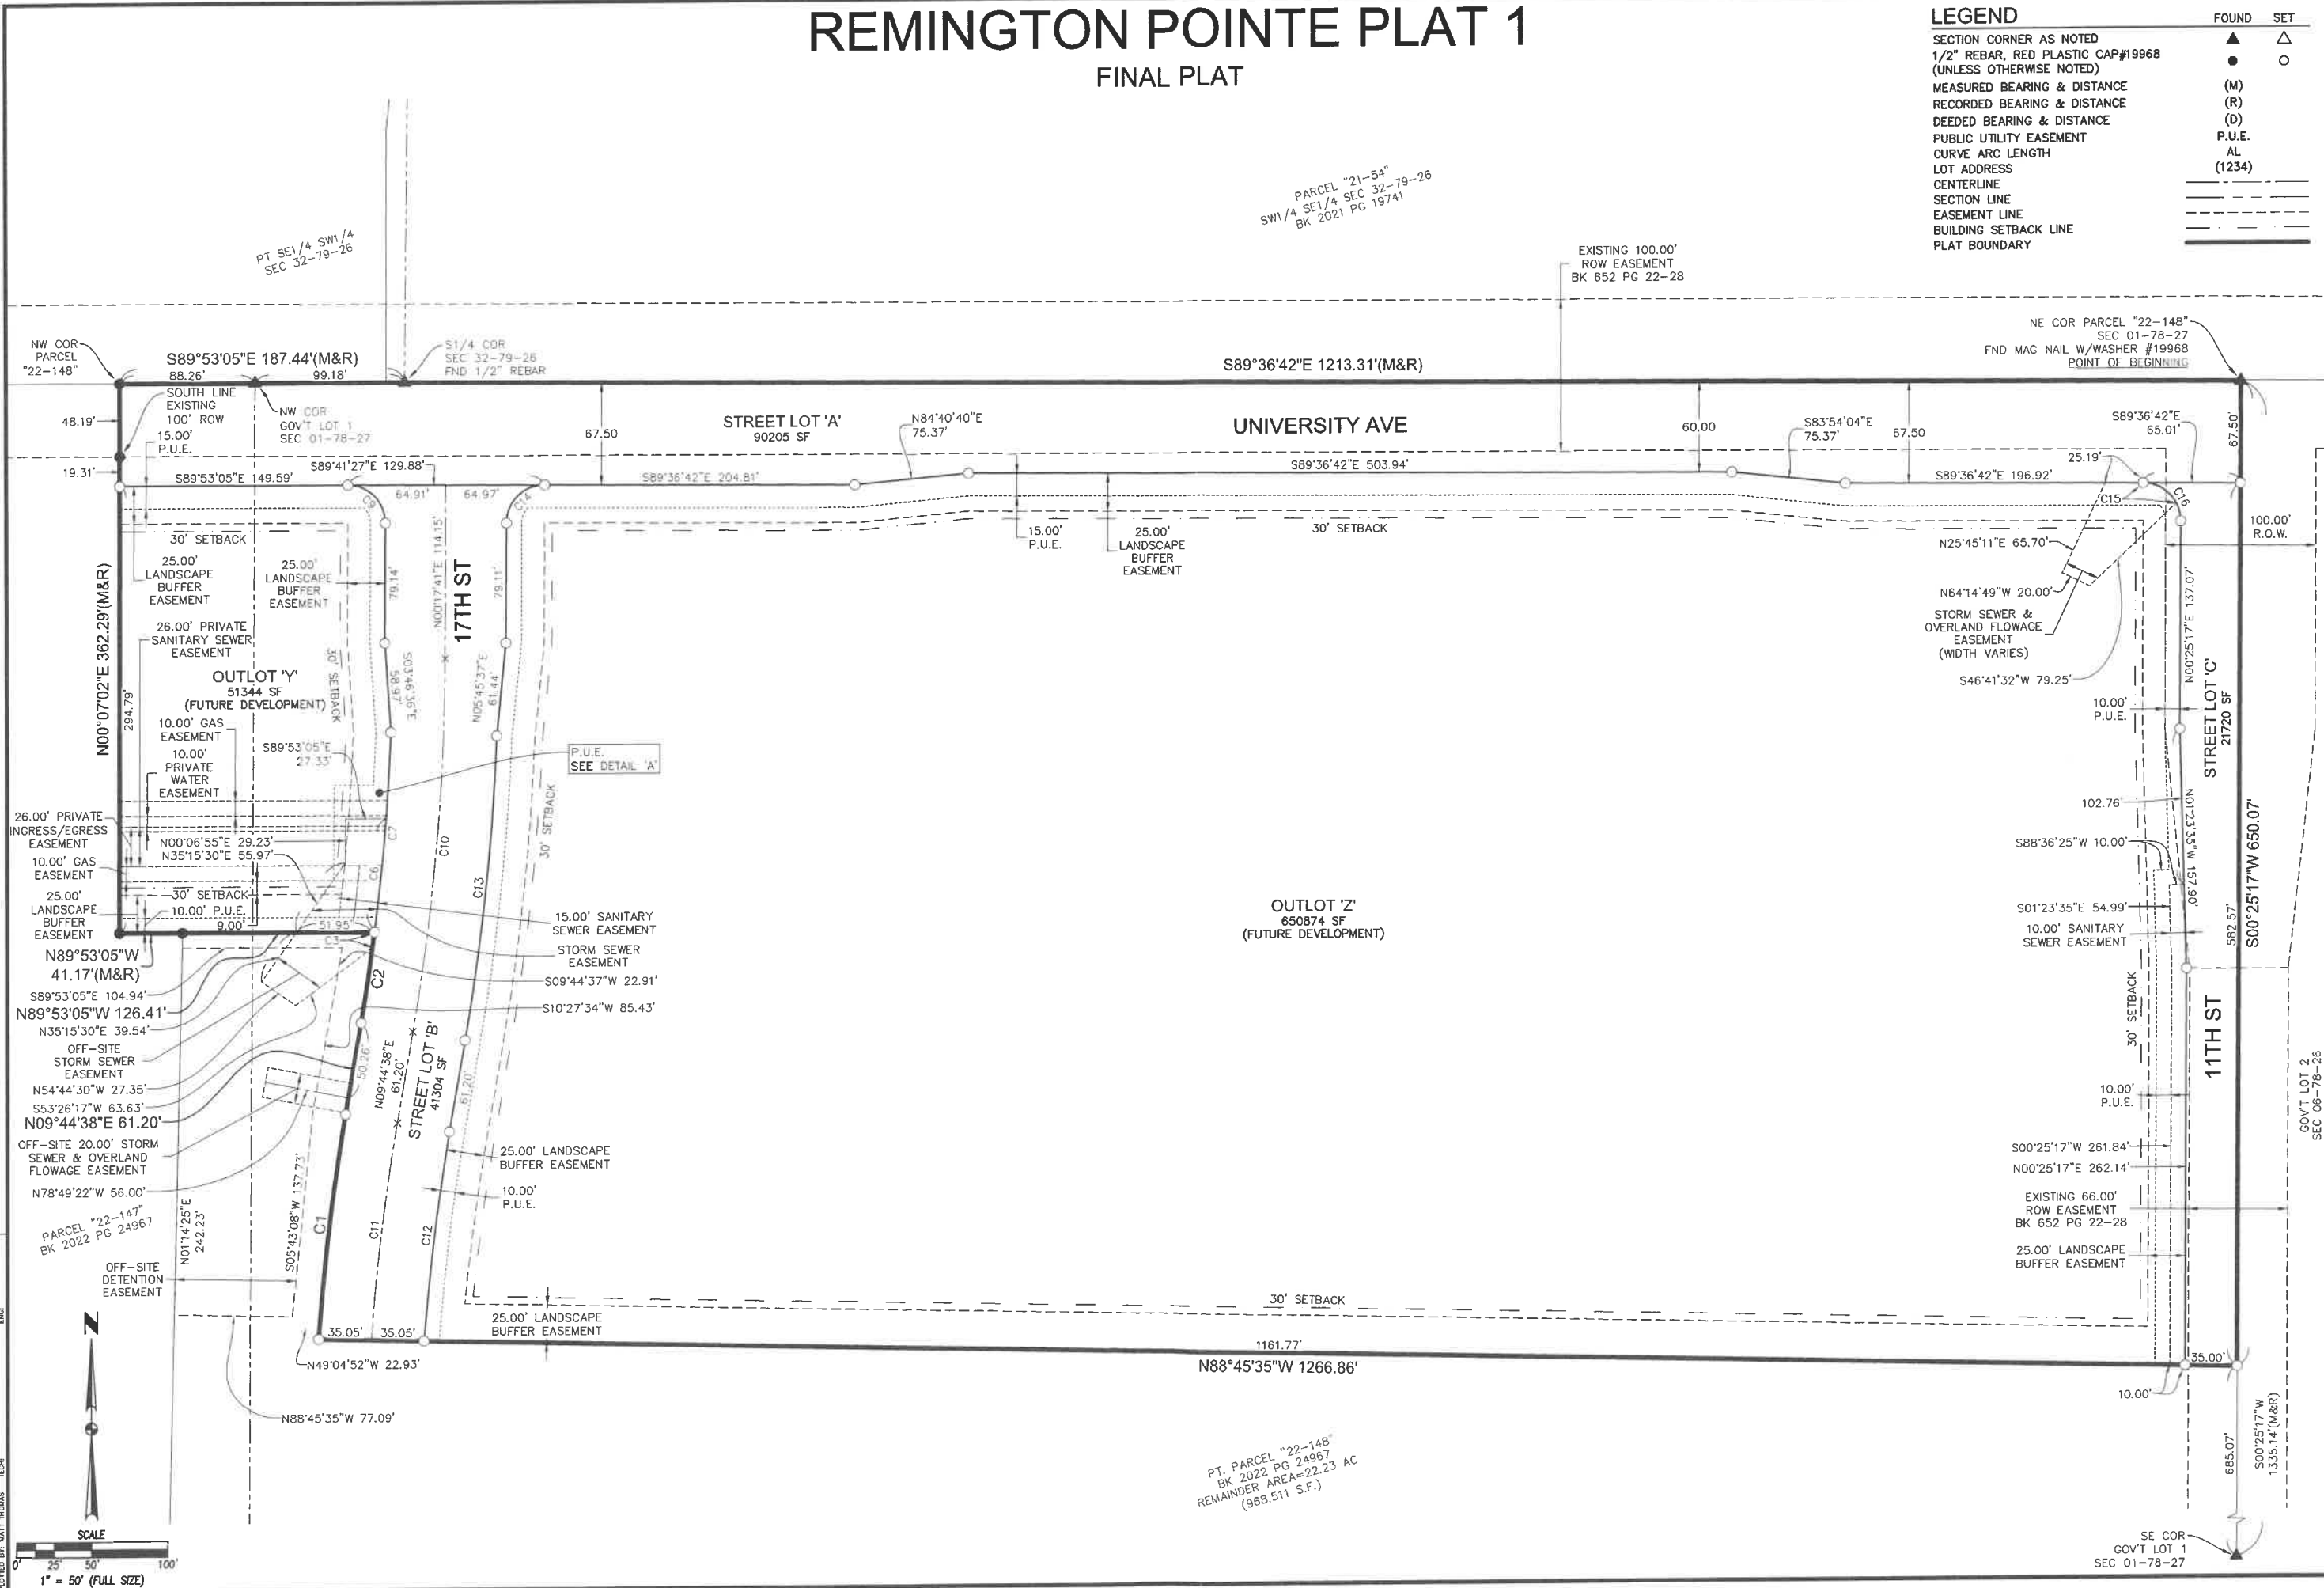 REMINGTON POINTE PLAT 1
FINAL PLAT
LEGEND
FOUND SET
SECTION CORNER AS NOTED
1/2" REBAR, RED PLASTIC CAP#19968
(UNLESS OTHERWISE NOTED)
MEASURED BEARING & DISTANCE (M)
RECORDED BEARING & DISTANCE (R)
DEEDED BEARING & DISTANCE (D)
PUBLIC UTILITY EASEMENT P.U.E.
CURVE ARC LENGTH AL
LOT ADDRESS (1234)
CENTERLINE
SECTION LINE
EASEMENT LINE
BUILDING SETBACK LINE
PLAT BOUNDARY
PT SE1/4 SW1/4
SEC 32-79-26
PARCEL "21-54"
SW1/4 SE1/4 SEC 32-79-26
BK 2021 PG 19741
EXISTING 100.00'
ROW EASEMENT
BK 652 PG 22-28
NE COR PARCEL "22-148"
SEC 01-78-27
FND MAG NAIL W/WASHER #19968
POINT OF BEGINNING
NW COR
PARCEL
"22-148"
S89°53'05"E 187.44'(M&R)
88.26'
99.18'
S1/4 COR
SEC 32-79-26
FND 1/2" REBAR
S89°36'42"E 1213.31'(M&R)
48.19'
SOUTH LINE
EXISTING
100' ROW
NW COR
GOV'T LOT 1
SEC 01-78-27
15.00'
P.U.E.
19.31'
STREET LOT 'A'
90205 SF
67.50
N84°40'40"E
75.37'
UNIVERSITY AVE
60.00
S83°54'04"E
75.37'
67.50
S89°36'42"E
65.01'
67.50'
S89°53'05"E 149.59'
S89°41'27"E 129.88'
64.91'
64.97'
S89°36'42"E 204.81'
S89°36'42"E 503.94'
S89°36'42"E 196.92'
25.19'
C9
C14
C15
C16
30' SETBACK
25.00'
LANDSCAPE
BUFFER
EASEMENT
25.00'
LANDSCAPE
BUFFER
EASEMENT
79.14'
N00°17'41"E 114.15'
17TH ST
79.11'
15.00'
P.U.E.
25.00'
LANDSCAPE
BUFFER
EASEMENT
30' SETBACK
100.00'
R.O.W.
N25°45'11"E 65.70'
N64°14'49"W 20.00'
STORM SEWER &
OVERLAND FLOWAGE
EASEMENT
(WIDTH VARIES)
S46°41'32"W 79.25'
N00°25'17"E 137.07'
10.00'
P.U.E.
STREET LOT 'C'
21720 SF
N00°07'02"E 362.29'(M&R)
294.79'
26.00' PRIVATE
SANITARY SEWER
EASEMENT
OUTLOT 'Y'
51344 SF
(FUTURE DEVELOPMENT)
30' SETBACK
S03°46'36"E
58.97'
N05°45'37"E
61.44'
10.00' GAS
EASEMENT
10.00'
PRIVATE
WATER
EASEMENT
S89°53'05"E
27.33'
P.U.E.
SEE DETAIL 'A'
30' SETBACK
26.00' PRIVATE
INGRESS/EGRESS
EASEMENT
N00°06'55"E 29.23'
N35°15'30"E 55.97'
10.00' GAS
EASEMENT
25.00'
LANDSCAPE
BUFFER
EASEMENT
30' SETBACK
10.00' P.U.E.
9.00'
51.95'
C3
C6
C7
C10
C13
C2
15.00' SANITARY
SEWER EASEMENT
STORM SEWER
EASEMENT
S09°44'37"W 22.91'
S10°27'34"W 85.43'
OUTLOT 'Z'
650874 SF
(FUTURE DEVELOPMENT)
102.76'
N01°23'35"W 157.90'
S88°36'25"W 10.00'
S01°23'35"E 54.99'
10.00' SANITARY
SEWER EASEMENT
582.57'
S00°25'17"W 650.07'
N89°53'05"W
41.17'(M&R)
S89°53'05"E 104.94'
N89°53'05"W 126.41'
N35°15'30"E 39.54'
OFF-SITE
STORM SEWER
EASEMENT
N54°44'30"W 27.35'
S53°26'17"W 63.63'
N09°44'38"E 61.20'
OFF-SITE 20.00' STORM
SEWER & OVERLAND
FLOWAGE EASEMENT
N78°49'22"W 56.00'
50.26'
N09°44'38"E
61.20'
STREET LOT 'B'
41304 SF
61.20'
25.00' LANDSCAPE
BUFFER EASEMENT
10.00'
P.U.E.
30' SETBACK
11TH ST
10.00'
P.U.E.
S00°25'17"W 261.84'
N00°25'17"E 262.14'
EXISTING 66.00'
ROW EASEMENT
BK 652 PG 22-28
25.00' LANDSCAPE
BUFFER EASEMENT
GOV'T LOT 2
SEC 06-78-26
PARCEL "22-147"
BK 2022 PG 24967
N01°14'25"E
242.23'
S05°43'08"W 137.73'
C1
C11
C12
OFF-SITE
DETENTION
EASEMENT
30' SETBACK
25.00' LANDSCAPE
BUFFER EASEMENT
35.05'
35.05'
N49°04'52"W 22.93'
1161.77'
N88°45'35"W 1266.86'
35.00'
10.00'
N88°45'35"W 77.09'
N
PT. PARCEL "22-148"
BK 2022 PG 24967
REMAINDER AREA=22.23 AC
(968,511 S.F.)
685.07'
S00°25'17"W
1335.14'(M&R)
SE COR
GOV'T LOT 1
SEC 01-78-27
SCALE
0' 25' 50' 100'
1" = 50' (FULL SIZE)